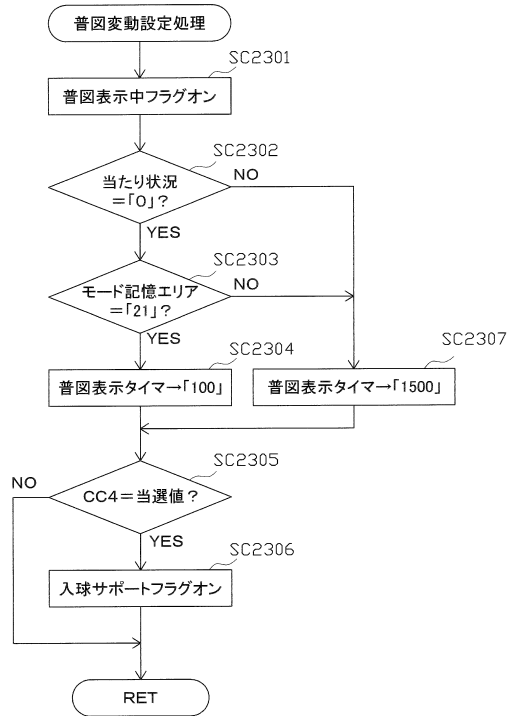 普図変動設定処理
SC2301
普図表示中フラグオン
SC2302
当たり状況
=「0」?
NO
YES
SC2303
モード記憶エリア
=「21」?
NO
YES
SC2304
普図表示タイマ→「100」
SC2307
普図表示タイマ→「1500」
SC2305
CC4=当選値?
NO
YES
SC2306
入球サポートフラグオン
RET